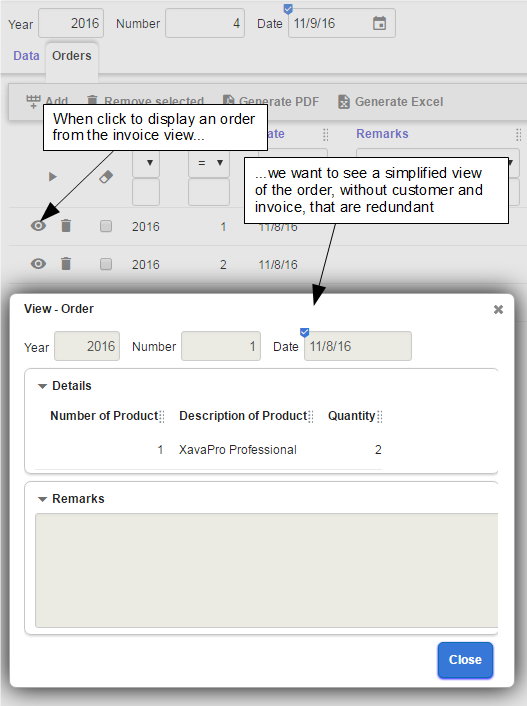 Year 2016 Number 4 Date 11/9/16
Data Orders
Add Remove selected Generate PDF Generate Excel
When click to display an order
from the invoice view...
Remarks
=
...we want to see a simplified view
of the order, without customer and
invoice, that are redundant
2016 1 11/8/16
2016 2 11/8/16
View - Order
Year 2016 Number 1 Date 11/8/16
Details
Number of Product Description of Product Quantity
1 XavaPro Professional 2
Remarks
Close